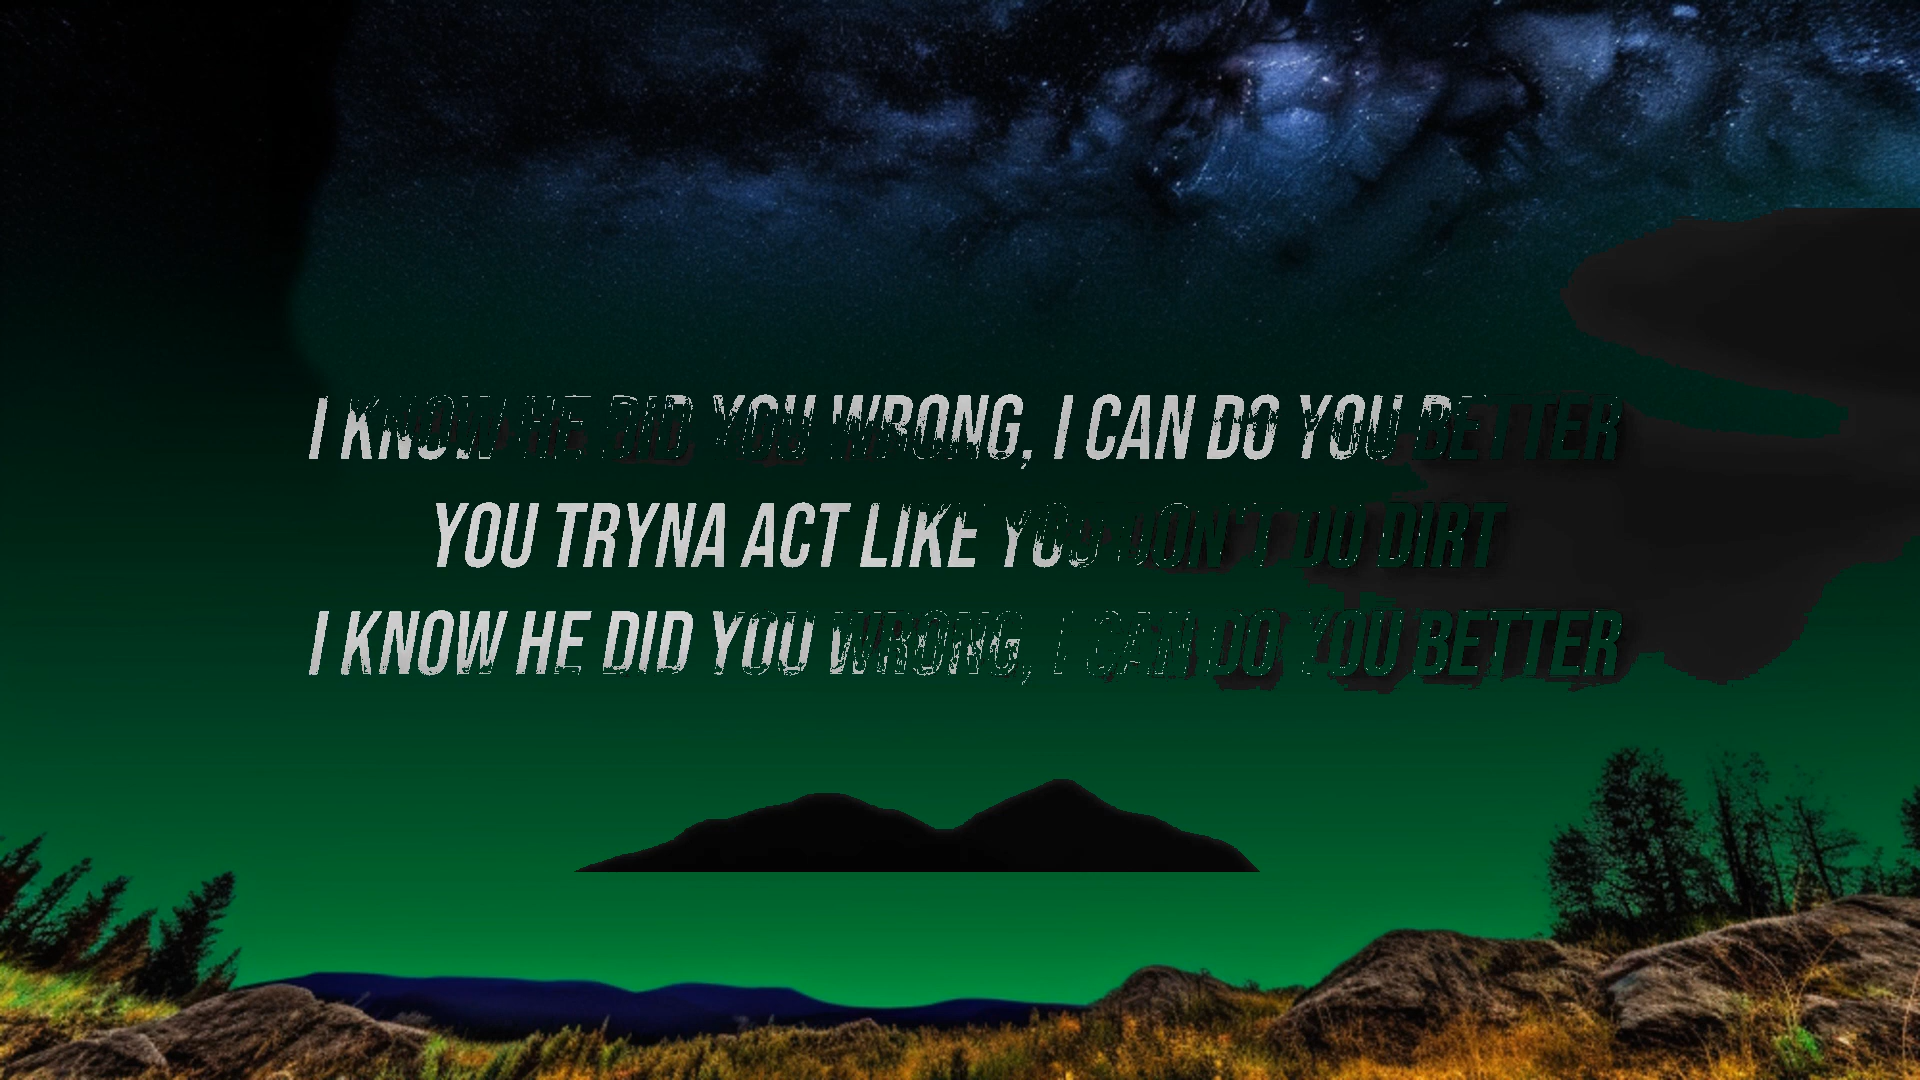 I KNOW HE DID YOU WRONG, I CAN DO YOU BETTER
YOU TRYNA ACT LIKE YOU DON'T DO DIRT
I KNOW HE DID YOU WRONG, I CAN DO YOU BETTER